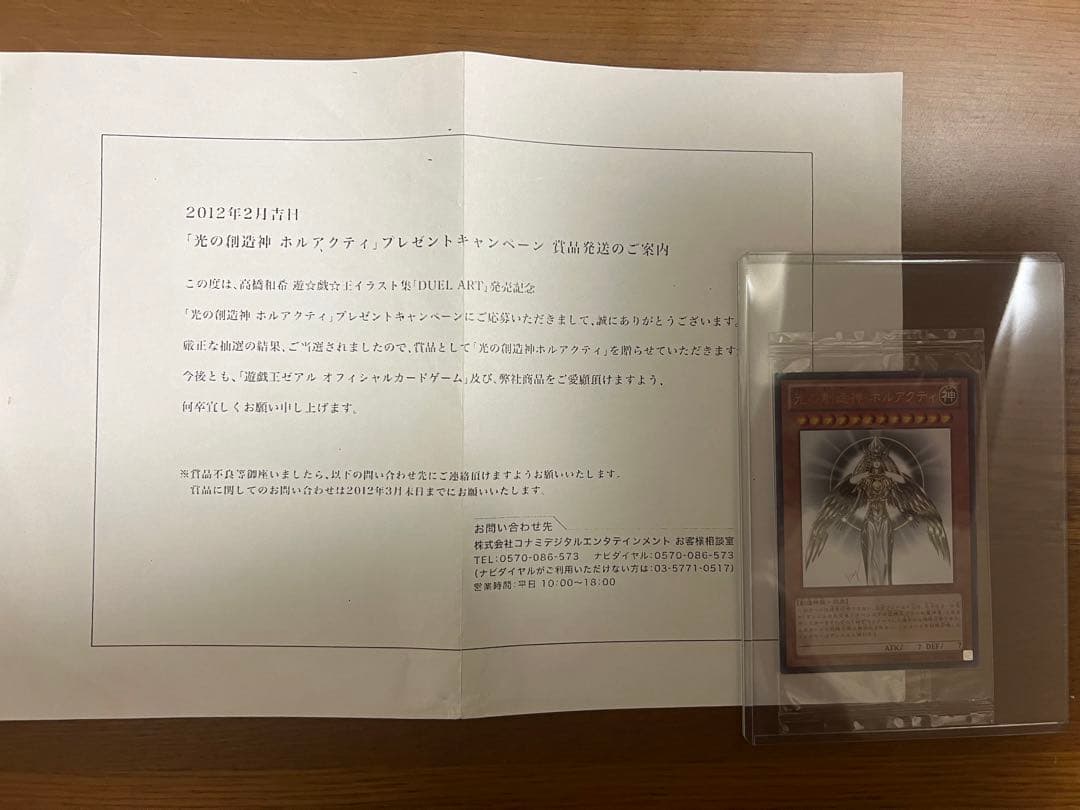 2012年2月吉日
「光の創造神 ホルアクティ」プレゼントキャンペーン 賞品発送のご案内
この度は、高橋和希 遊☆戯☆王イラスト集「DUEL ART」発売記念
「光の創造神 ホルアクティ」プレゼントキャンペーンにご応募いただきまして、誠にありがとうございます。
厳正な抽選の結果、ご当選されましたので、賞品として「光の創造神ホルアクティ」を贈らせていただきます
今後とも、「遊戯王ゼアル オフィシャルカードゲーム」及び、弊社商品をご愛顧頂けますよう、
何卒宜しくお願い申し上げます。
※賞品不良等御座いましたら、以下の問い合わせ先にご連絡頂けますようお願いいたします。
賞品に関してのお問い合わせは2012年3月末日までにお願いいたします。
お問い合わせ先
株式会社コナミデジタルエンタテインメント お客様相談室
TEL:0570-086-573 ナビダイヤル:0570-086-573
(ナビダイヤルがご利用いただけない方は:03-5771-0517)
営業時間:平日 10:00〜18:00
光の創造神 ホルアクティ
神
ATK/ ? DEF/ ?